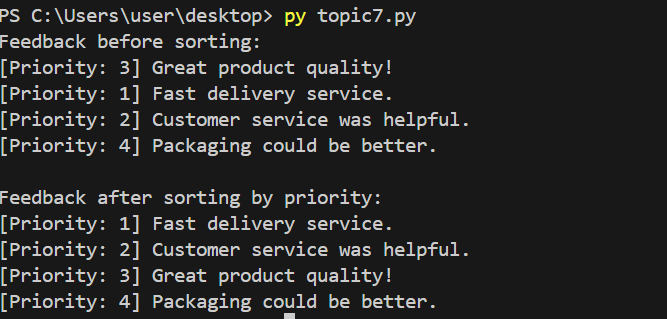 PS C:\Users\user\desktop> py topic7.py
Feedback before sorting:
[Priority: 3] Great product quality!
[Priority: 1] Fast delivery service.
[Priority: 2] Customer service was helpful.
[Priority: 4] Packaging could be better.

Feedback after sorting by priority:
[Priority: 1] Fast delivery service.
[Priority: 2] Customer service was helpful.
[Priority: 3] Great product quality!
[Priority: 4] Packaging could be better.